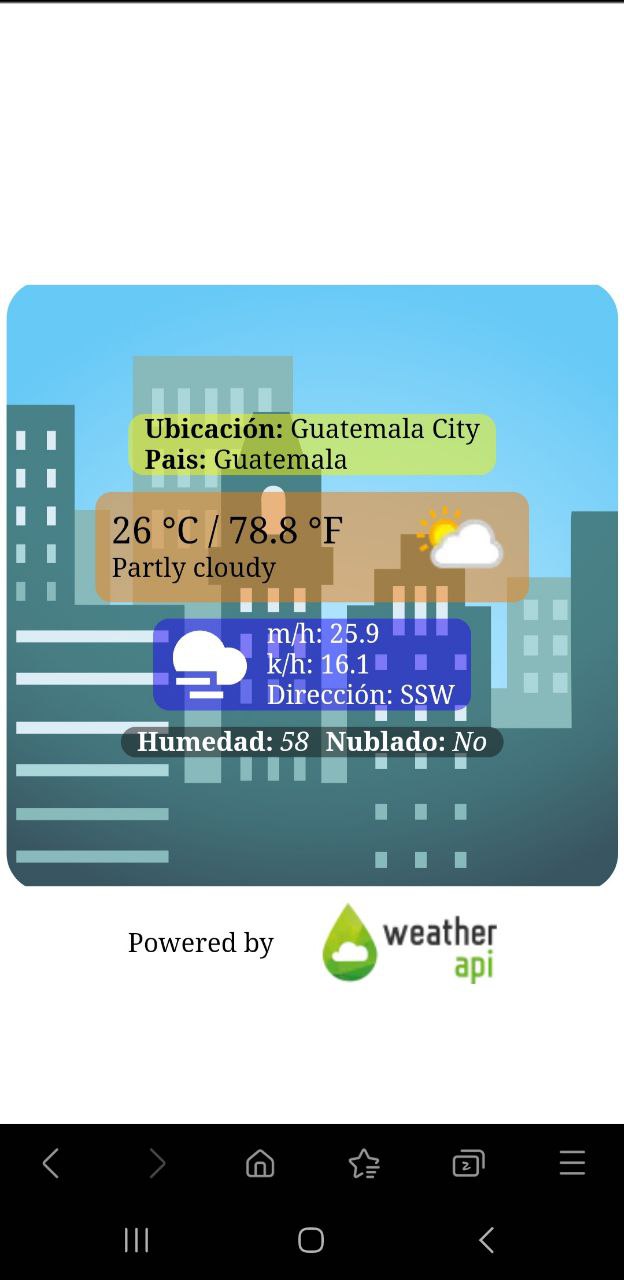 Ubicación: Guatemala City
Pais: Guatemala
26 °C / 78.8 °F
Partly cloudy
m/h: 25.9
k/h: 16.1
Dirección: SSW
Humedad: 58 Nublado: No
Powered by
weather
api
2